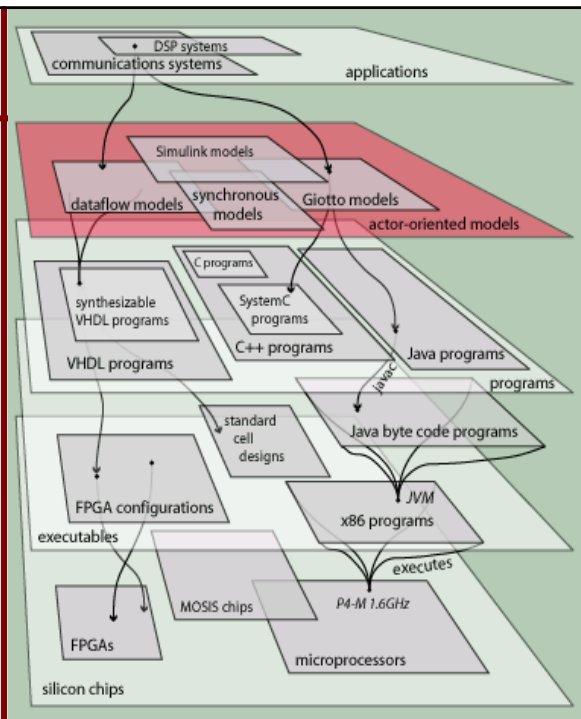 DSP systems
communications systems
applications
Simulink models
dataflow models
synchronous
models
Giotto models
actor-oriented models
C programs
synthesizable
VHDL programs
SystemC
programs
VHDL programs
C++ programs
Java programs
javac
programs
standard
cell
designs
Java byte code programs
FPGA configurations
JVM
x86 programs
executables
executes
MOSIS chips
P4-M 1.6GHz
FPGAs
microprocessors
silicon chips